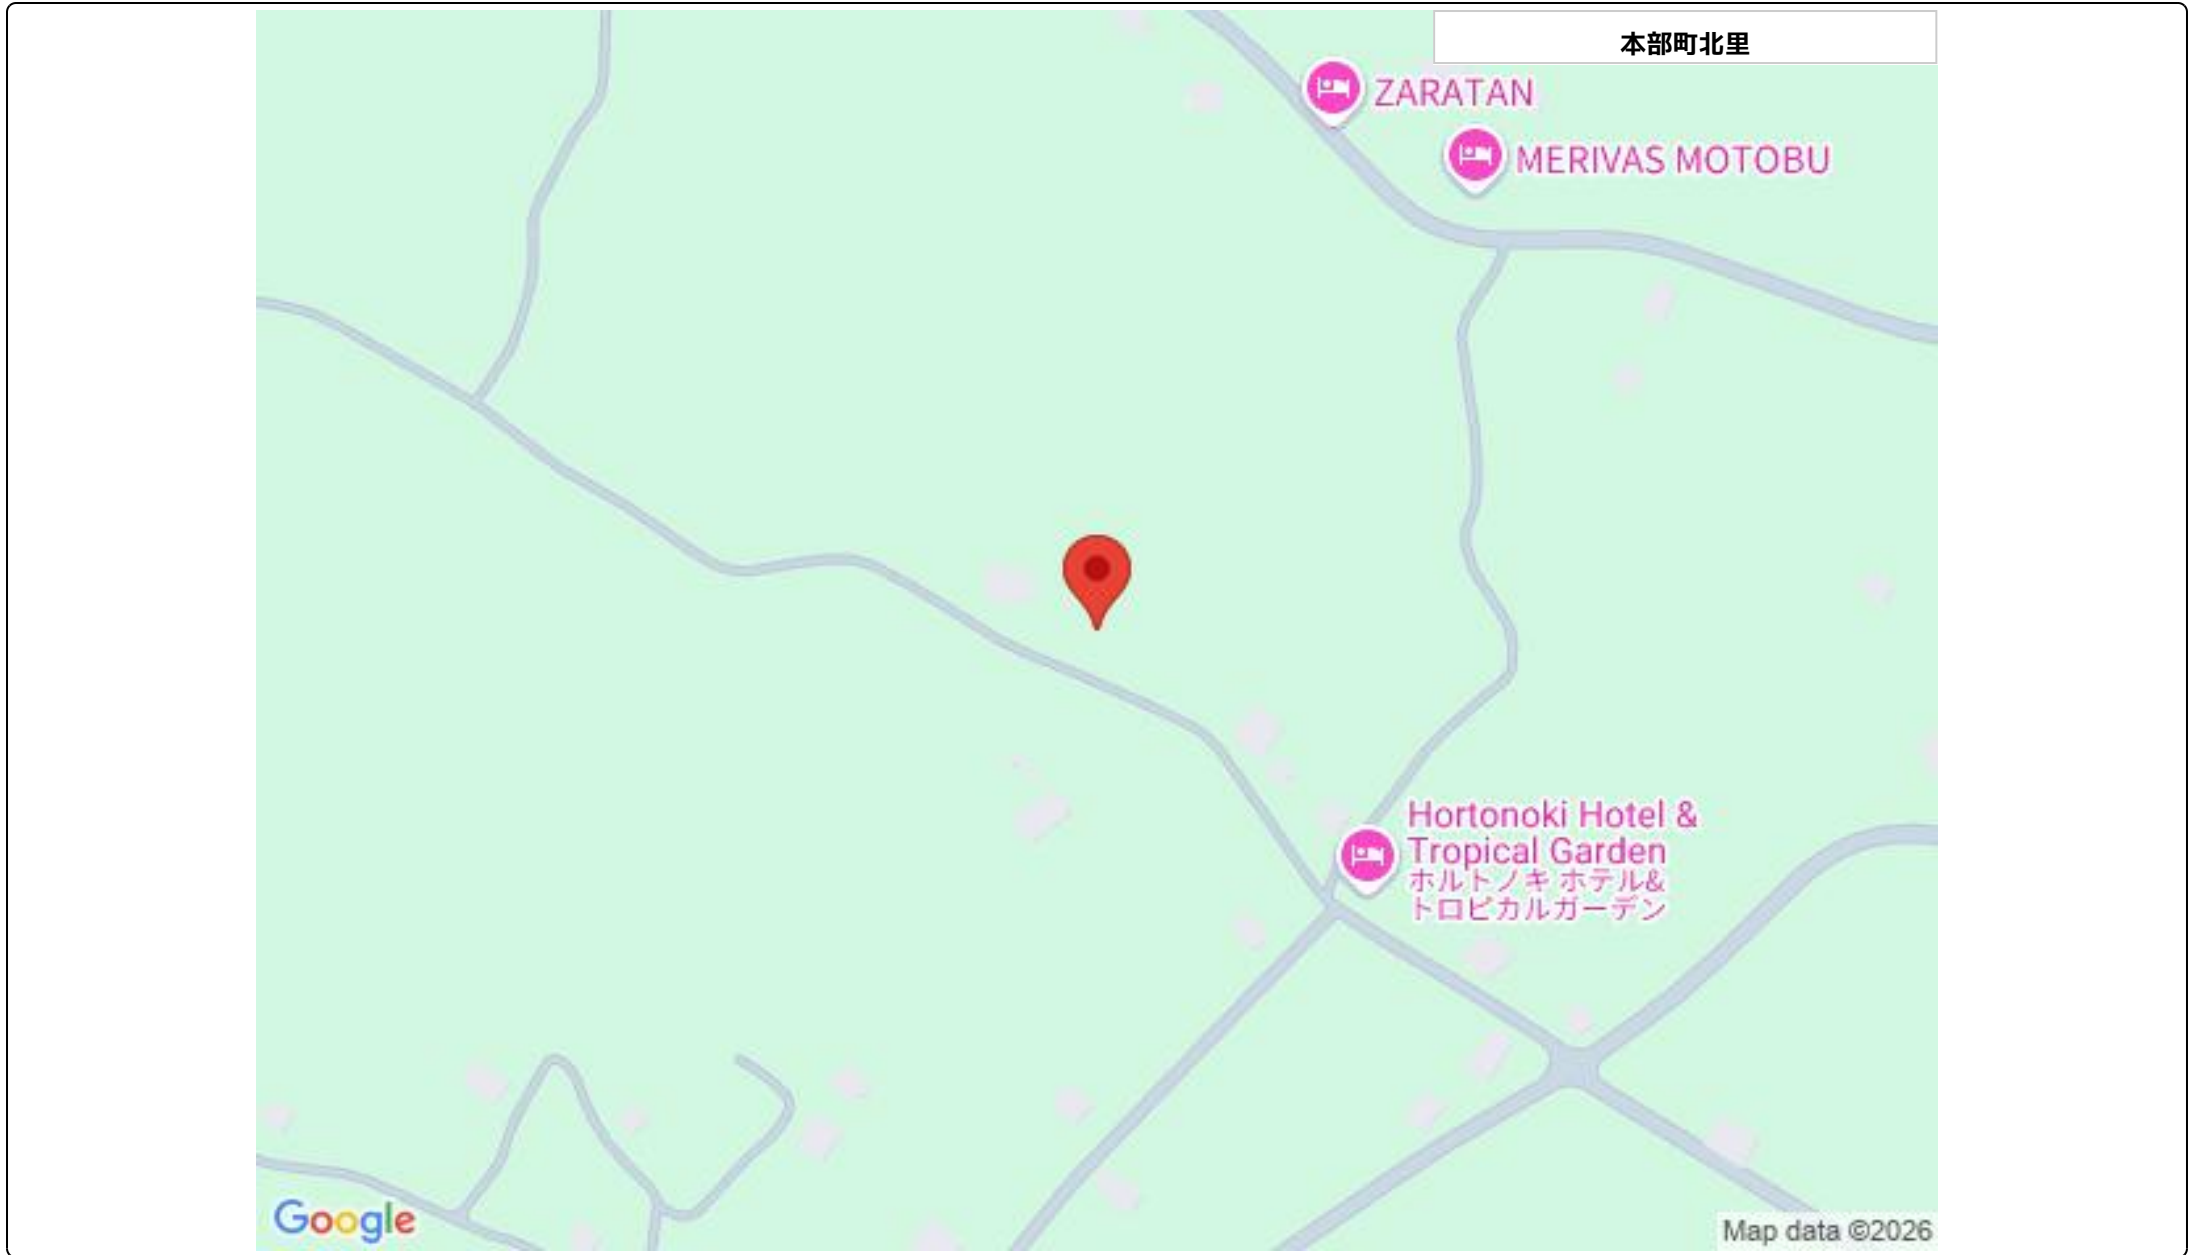 本部町北里
ZARATAN
MERIVAS MOTOBU
Hortonoki Hotel &
Tropical Garden
ホルトノキ ホテル&
トロピカルガーデン
Google
Map data ©2026